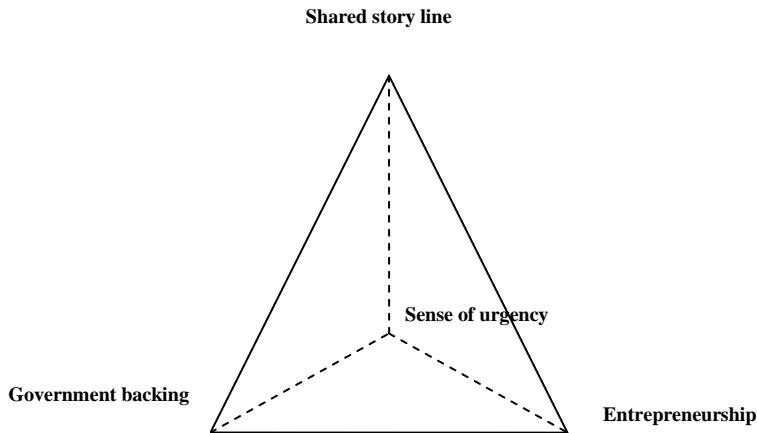 Shared story line
Sense of urgency
Government backing
Entrepreneurship